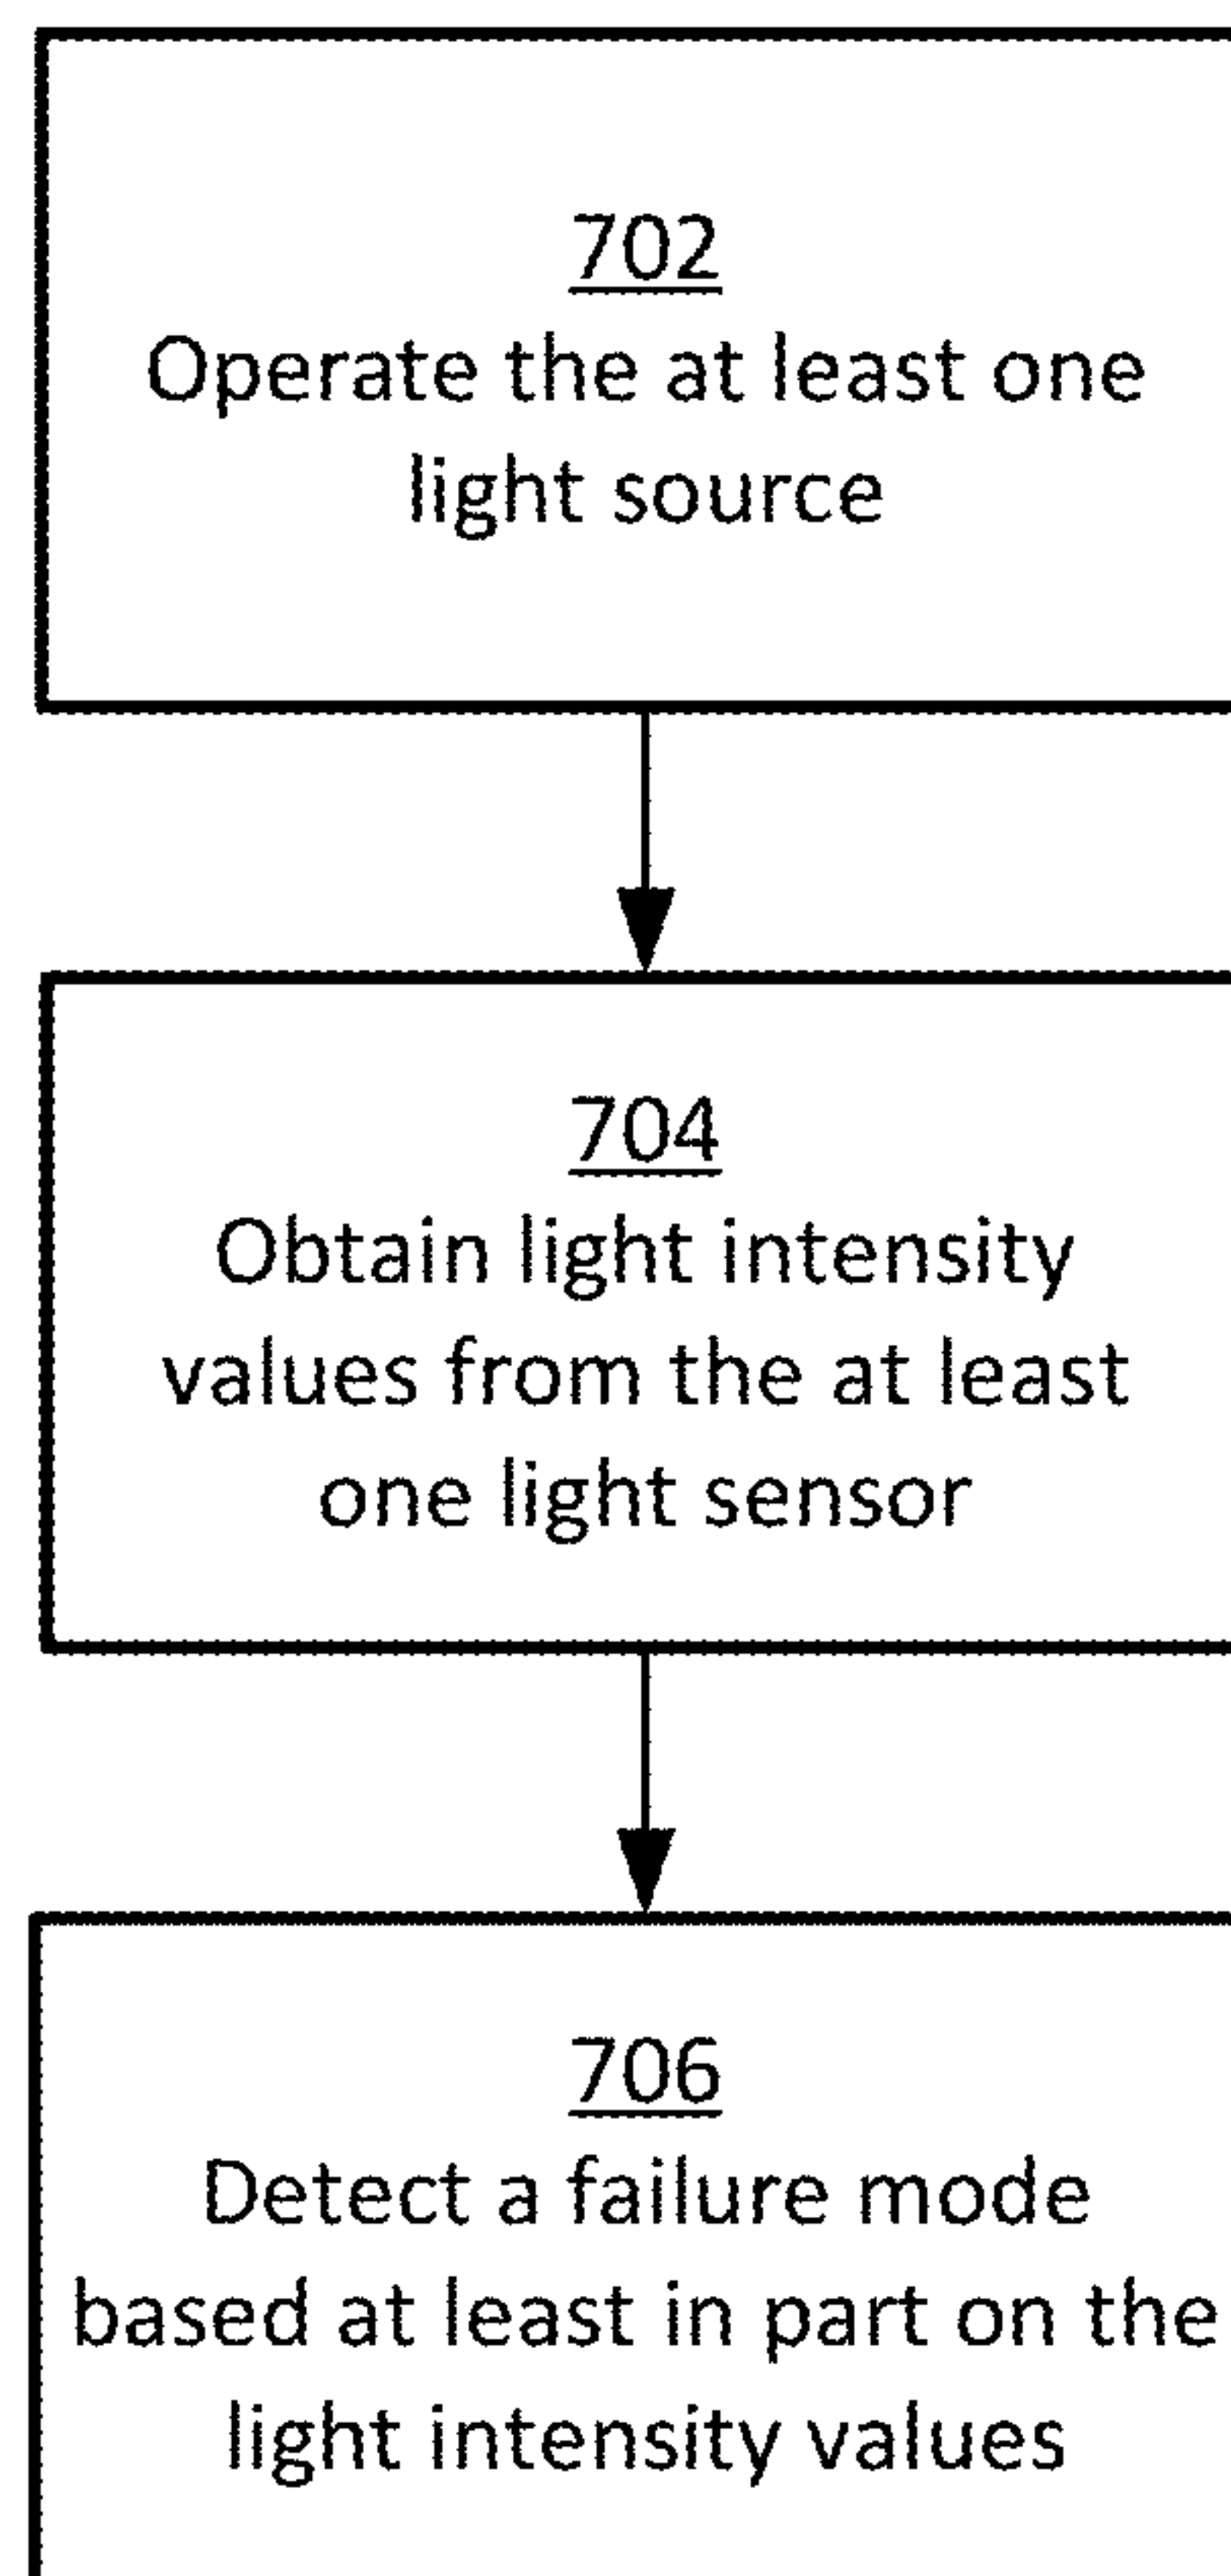 702
Operate the at least one
light source
704
Obtain light intensity
values from the at least
one light sensor
706
Detect a failure mode
based at least in part on the
light intensity values